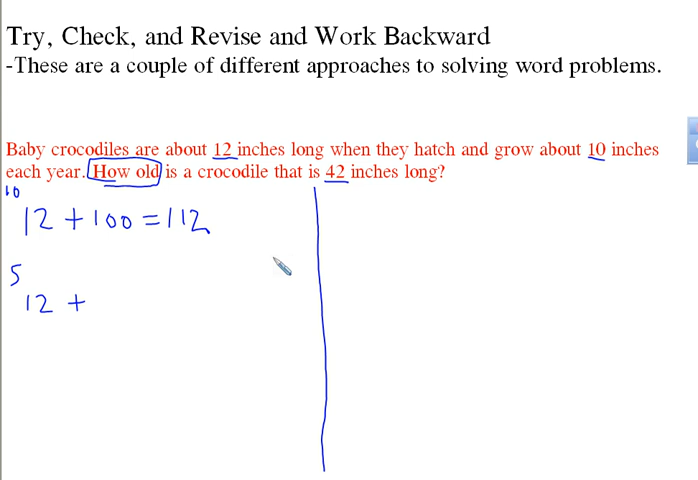 Try, Check, and Revise and Work Backward
-These are a couple of different approaches to solving word problems.
Baby crocodiles are about 12 inches long when they hatch and grow about 10 inches
each year. How old is a crocodile that is 42 inches long?
10
12 + 100 = 112
5
12 +